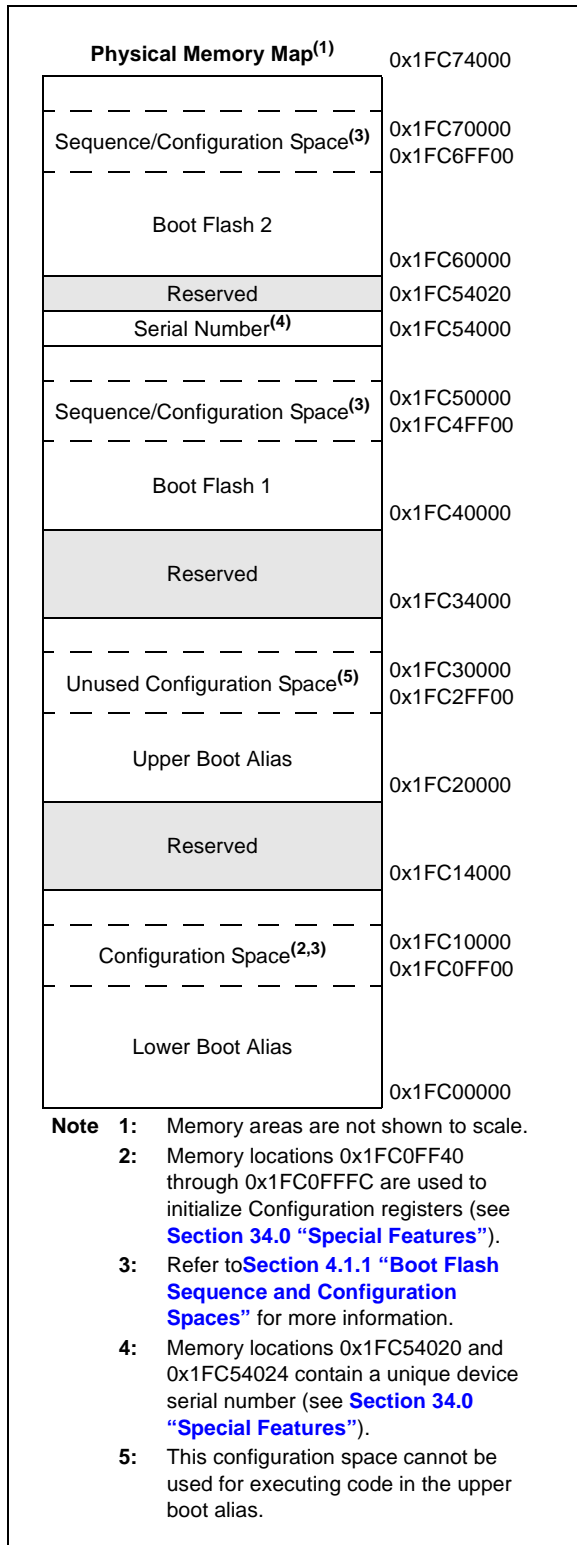 Physical Memory Map(1)
0x1FC74000
Sequence/Configuration Space(3)
0x1FC70000
0x1FC6FF00
Boot Flash 2
0x1FC60000
Reserved
0x1FC54020
Serial Number(4)
0x1FC54000
Sequence/Configuration Space(3)
0x1FC50000
0x1FC4FF00
Boot Flash 1
0x1FC40000
Reserved
0x1FC34000
Unused Configuration Space(5)
0x1FC30000
0x1FC2FF00
Upper Boot Alias
0x1FC20000
Reserved
0x1FC14000
Configuration Space(2,3)
0x1FC10000
0x1FC0FF00
Lower Boot Alias
0x1FC00000
Note 1: Memory areas are not shown to scale.
2: Memory locations 0x1FC0FF40
through 0x1FC0FFFC are used to
initialize Configuration registers (see
Section 34.0 “Special Features”).
3: Refer toSection 4.1.1 “Boot Flash
Sequence and Configuration
Spaces” for more information.
4: Memory locations 0x1FC54020 and
0x1FC54024 contain a unique device
serial number (see Section 34.0
“Special Features”).
5: This configuration space cannot be
used for executing code in the upper
boot alias.